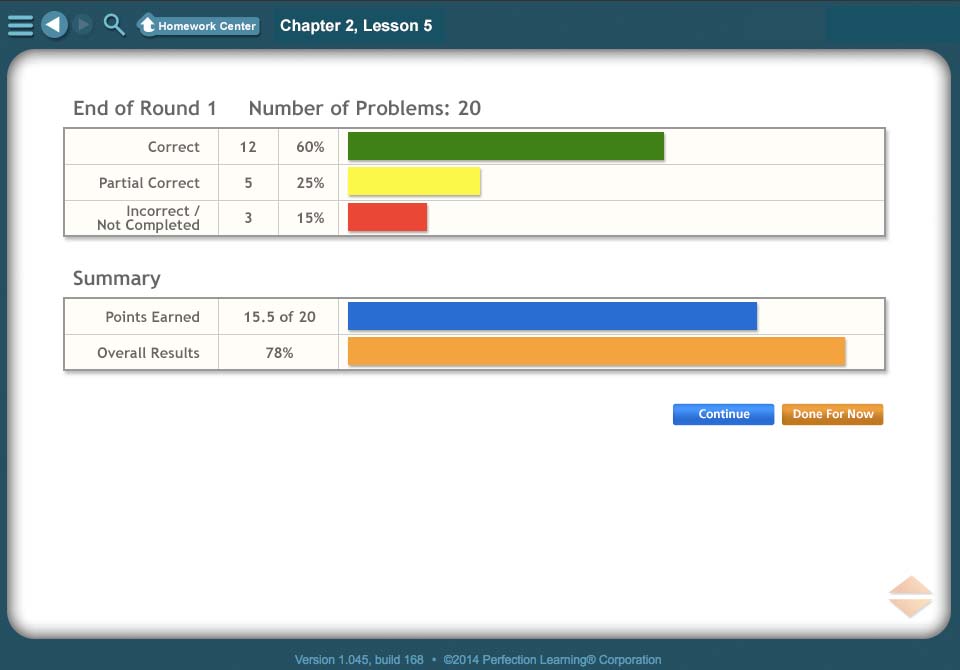 Homework Center Chapter 2, Lesson 5
End of Round 1 Number of Problems: 20
Correct 12 60%
Partial Correct 5 25%
Incorrect /
Not Completed 3 15%
Summary
Points Earned 15.5 of 20
Overall Results 78%
Continue Done For Now
Version 1.045, build 168 • ©2014 Perfection Learning® Corporation